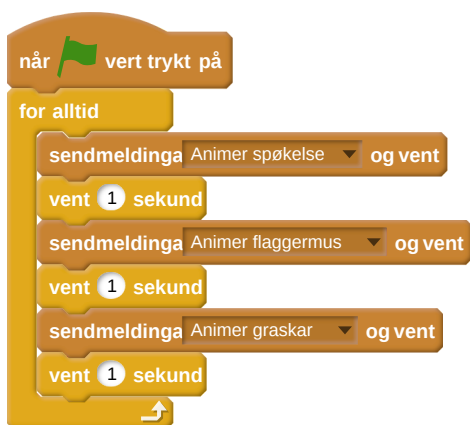 når vert trykt på
for alltid
sendmeldinga Animer spøkelse og vent
vent 1 sekund
sendmeldinga Animer flaggermus og vent
vent 1 sekund
sendmeldinga Animer graskar og vent
vent 1 sekund